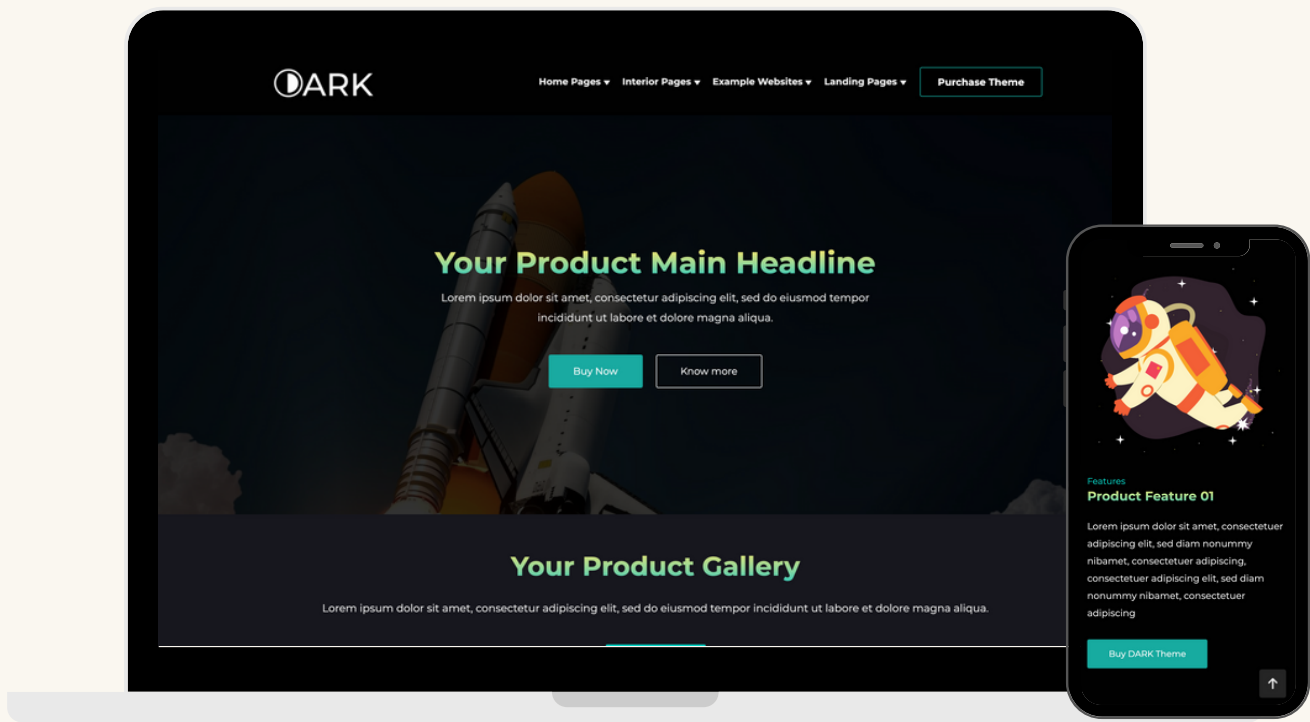 DARK
Home Pages
Interior Pages
Example Websites
Landing Pages
Purchase Theme
Your Product Main Headline
Lorem ipsum dolor sit amet, consectetur adipiscing elit, sed do eiusmod tempor
incididunt ut labore et dolore magna aliqua.
Buy Now
Know more
Your Product Gallery
Lorem ipsum dolor sit amet, consectetur adipiscing elit, sed do eiusmod tempor incididunt ut labore et dolore magna aliqua.
Features
Product Feature 01
Lorem ipsum dolor sit amet, consectetuer
adipiscing elit, sed diam nonummy
nibamet, consectetuer adipiscing,
consectetuer adipiscing elit, sed diam
nonummy nibamet, consectetuer
adipiscing
Buy DARK Theme